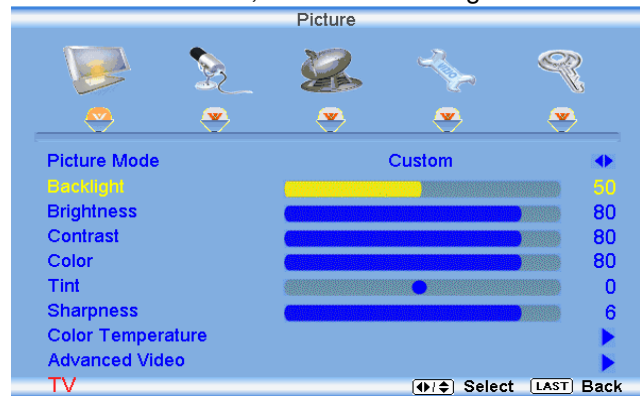 Picture
Picture Mode Custom
Backlight 50
Brightness 80
Contrast 80
Color 80
Tint 0
Sharpness 6
Color Temperature
Advanced Video
TV Select LAST Back